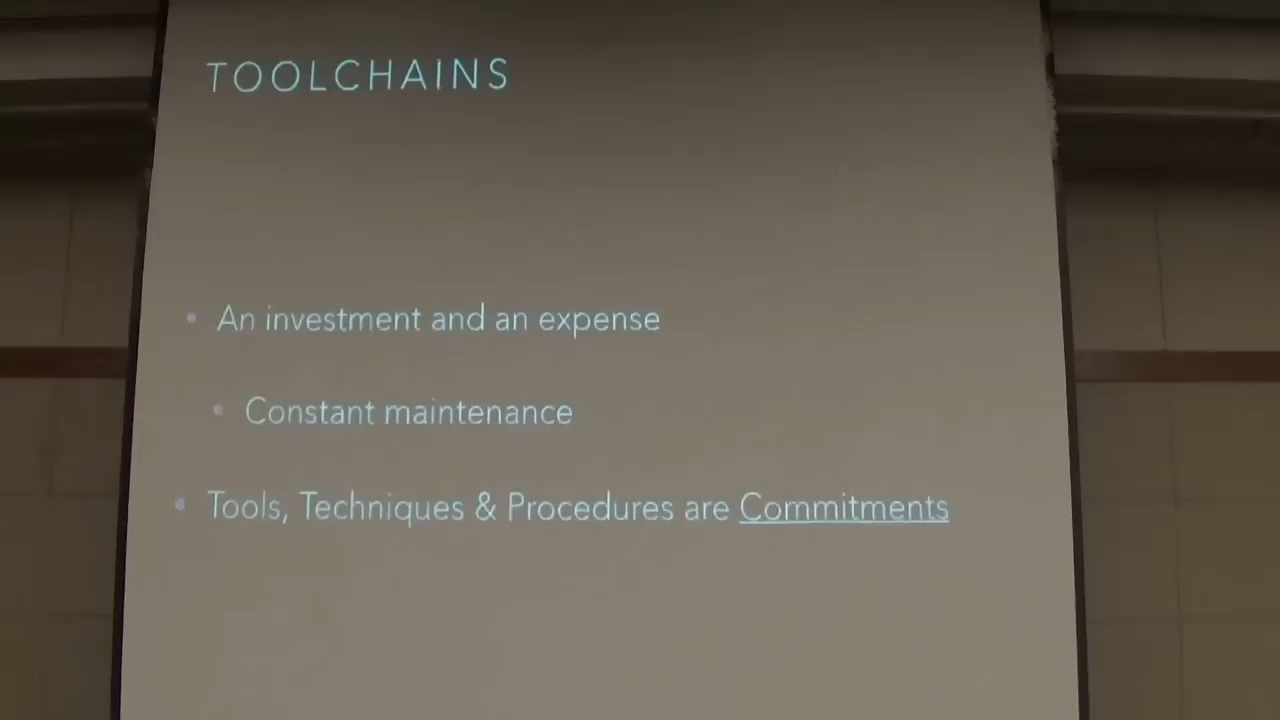 TOOLCHAINS
• An investment and an expense
• Constant maintenance
• Tools, Techniques & Procedures are Commitments